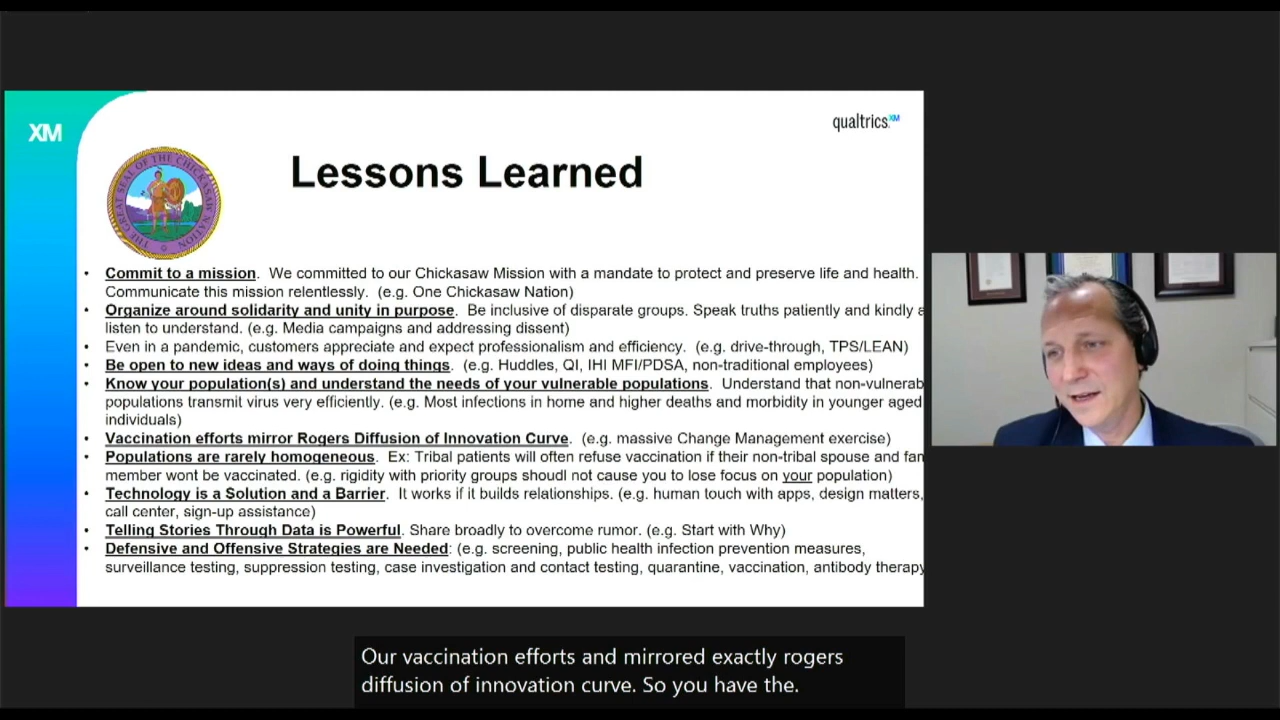 XM
qualtrics.XM
THE GREAT SEAL OF THE CHICKASAW NATION
Lessons Learned
• Commit to a mission. We committed to our Chickasaw Mission with a mandate to protect and preserve life and health.
Communicate this mission relentlessly. (e.g. One Chickasaw Nation)
• Organize around solidarity and unity in purpose. Be inclusive of disparate groups. Speak truths patiently and kindly a
listen to understand. (e.g. Media campaigns and addressing dissent)
• Even in a pandemic, customers appreciate and expect professionalism and efficiency. (e.g. drive-through, TPS/LEAN)
• Be open to new ideas and ways of doing things. (e.g. Huddles, QI, IHI MFI/PDSA, non-traditional employees)
• Know your population(s) and understand the needs of your vulnerable populations. Understand that non-vulnerab
populations transmit virus very efficiently. (e.g. Most infections in home and higher deaths and morbidity in younger aged
individuals)
• Vaccination efforts mirror Rogers Diffusion of Innovation Curve. (e.g. massive Change Management exercise)
• Populations are rarely homogeneous. Ex: Tribal patients will often refuse vaccination if their non-tribal spouse and fan
member wont be vaccinated. (e.g. rigidity with priority groups shoudl not cause you to lose focus on your population)
• Technology is a Solution and a Barrier. It works if it builds relationships. (e.g. human touch with apps, design matters,
call center, sign-up assistance)
• Telling Stories Through Data is Powerful. Share broadly to overcome rumor. (e.g. Start with Why)
• Defensive and Offensive Strategies are Needed: (e.g. screening, public health infection prevention measures,
surveillance testing, suppression testing, case investigation and contact testing, quarantine, vaccination, antibody therapy
Our vaccination efforts and mirrored exactly rogers
diffusion of innovation curve. So you have the.